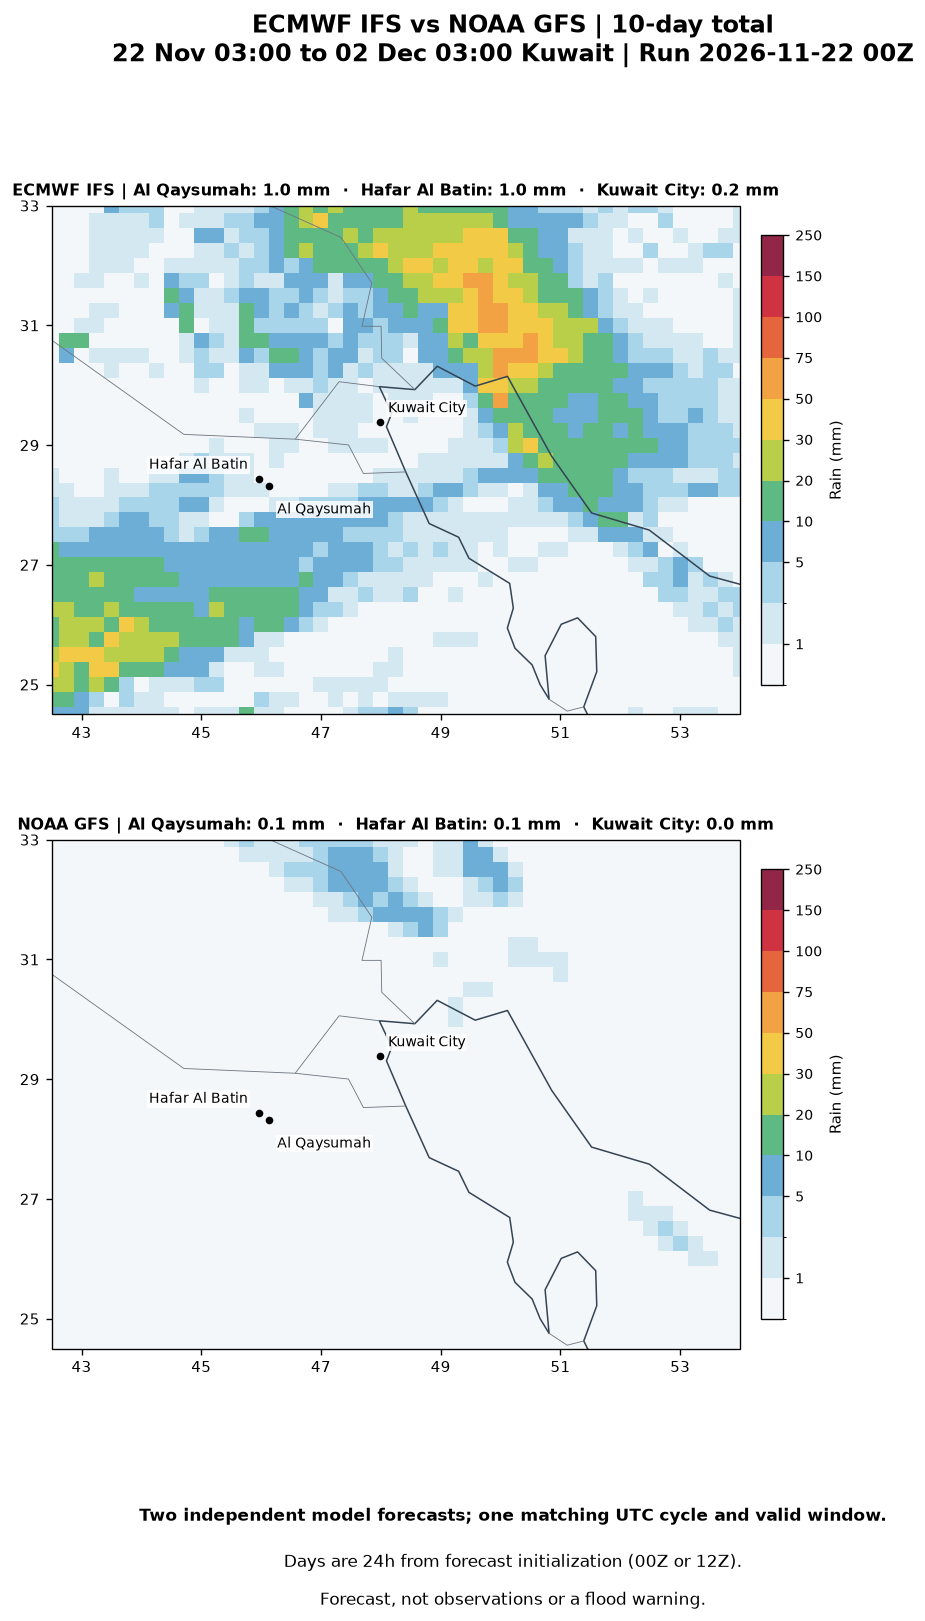 ECMWF IFS vs NOAA GFS | 10-day total
22 Nov 03:00 to 02 Dec 03:00 Kuwait | Run 2026-11-22 00Z
ECMWF IFS | Al Qaysumah: 1.0 mm · Hafar Al Batin: 1.0 mm · Kuwait City: 0.2 mm
33
31
29
27
25
Kuwait City
Hafar Al Batin
Al Qaysumah
43 45 47 49 51 53
250
150
100
75
50
30
20
10
5
1
Rain (mm)
NOAA GFS | Al Qaysumah: 0.1 mm · Hafar Al Batin: 0.1 mm · Kuwait City: 0.0 mm
33
31
29
27
25
Kuwait City
Hafar Al Batin
Al Qaysumah
43 45 47 49 51 53
250
150
100
75
50
30
20
10
5
1
Rain (mm)
Two independent model forecasts; one matching UTC cycle and valid window.
Days are 24h from forecast initialization (00Z or 12Z).
Forecast, not observations or a flood warning.